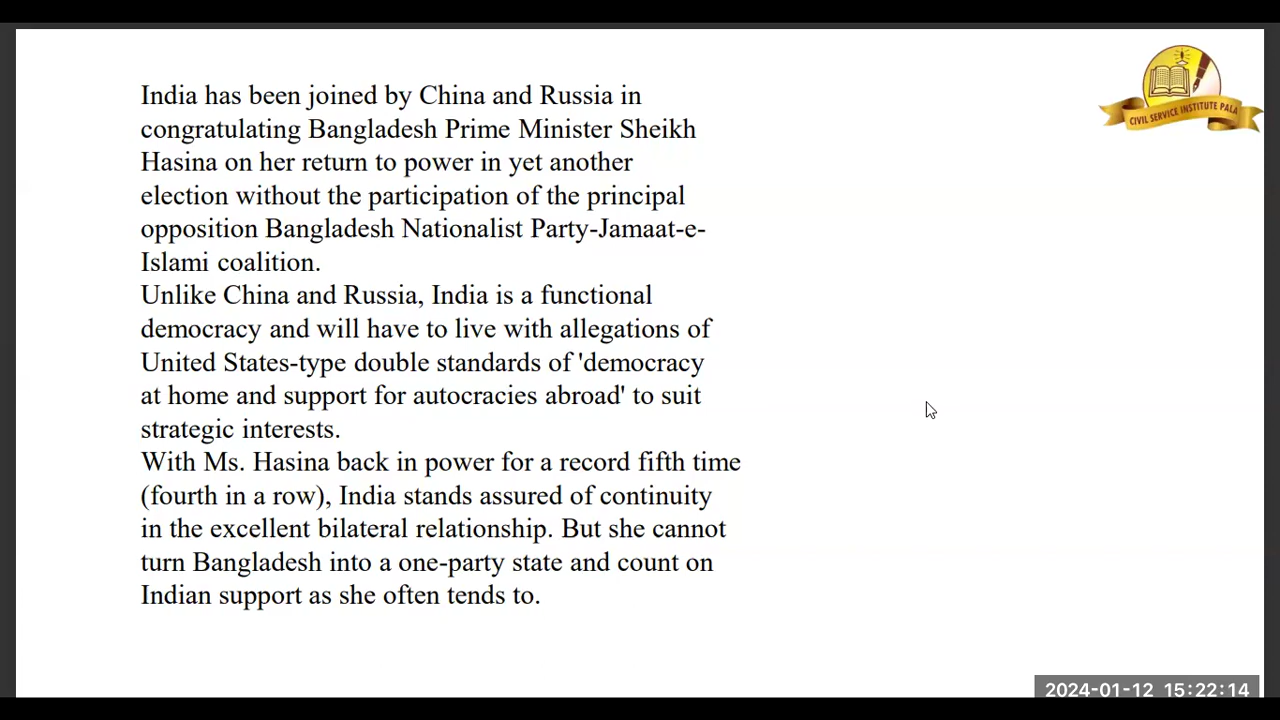 India has been joined by China and Russia in
congratulating Bangladesh Prime Minister Sheikh
Hasina on her return to power in yet another
election without the participation of the principal
opposition Bangladesh Nationalist Party-Jamaat-e-
Islami coalition.
Unlike China and Russia, India is a functional
democracy and will have to live with allegations of
United States-type double standards of 'democracy
at home and support for autocracies abroad' to suit
strategic interests.
With Ms. Hasina back in power for a record fifth time
(fourth in a row), India stands assured of continuity
in the excellent bilateral relationship. But she cannot
turn Bangladesh into a one-party state and count on
Indian support as she often tends to.
CIVIL SERVICE INSTITUTE PALA
2024-01-12 15:22:14